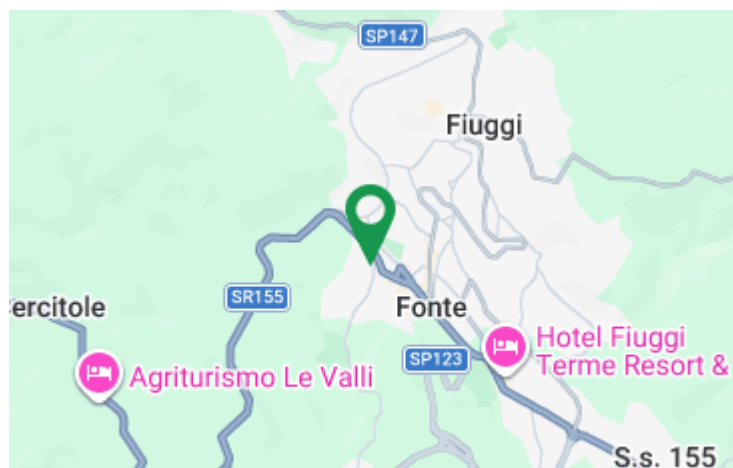 SP147
Fiuggi
SR155
ercitole
Fonte
Hotel Fiuggi
Terme Resort &
SP123
Agriturismo Le Valli
S.s. 155